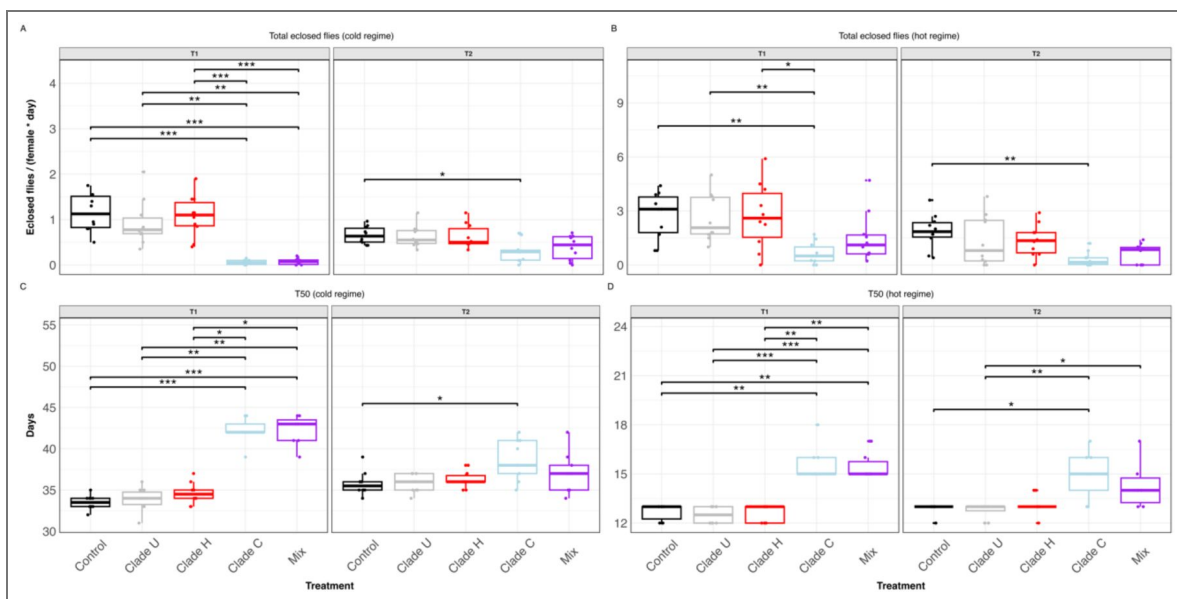 A
Total eclosed flies (cold regime)
T1
T2
***
***
**
**
***
***
*
4
3
2
1
0
Eclosed flies / (female * day)
B
Total eclosed flies (hot regime)
T1
T2
*
**
**
**
9
6
3
0
C
T50 (cold regime)
T1
T2
*
*
**
**
***
***
*
55
50
45
40
35
30
Days
Control
Clade U
Clade H
Clade C
Mix
Control
Clade U
Clade H
Clade C
Mix
Treatment
D
T50 (hot regime)
T1
T2
**
**
***
***
**
**
*
**
*
24
21
18
15
12
Control
Clade U
Clade H
Clade C
Mix
Control
Clade U
Clade H
Clade C
Mix
Treatment